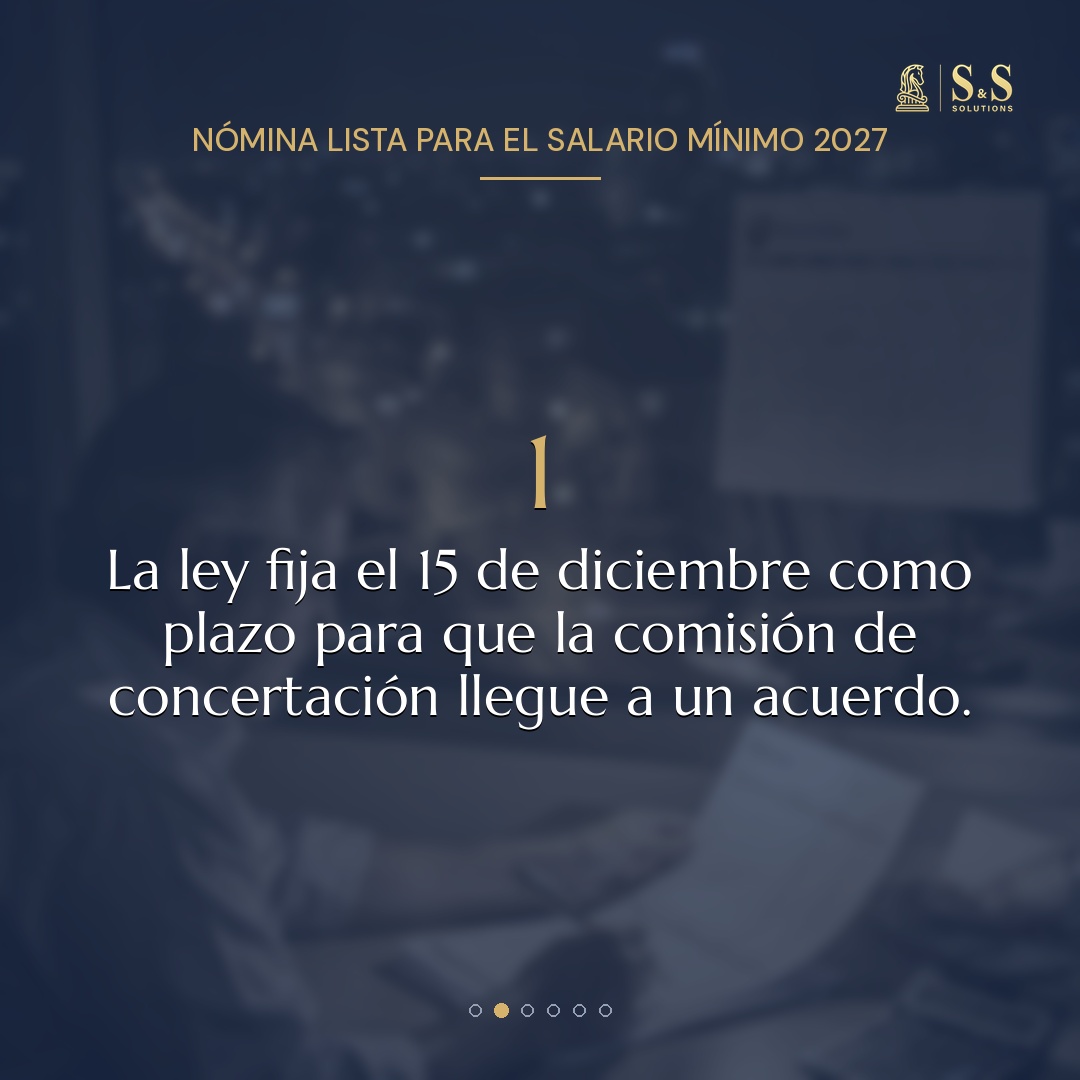 S&S
SOLUTIONS
NÓMINA LISTA PARA EL SALARIO MÍNIMO 2027
1
La ley fija el 15 de diciembre como
plazo para que la comisión de
concertación llegue a un acuerdo.